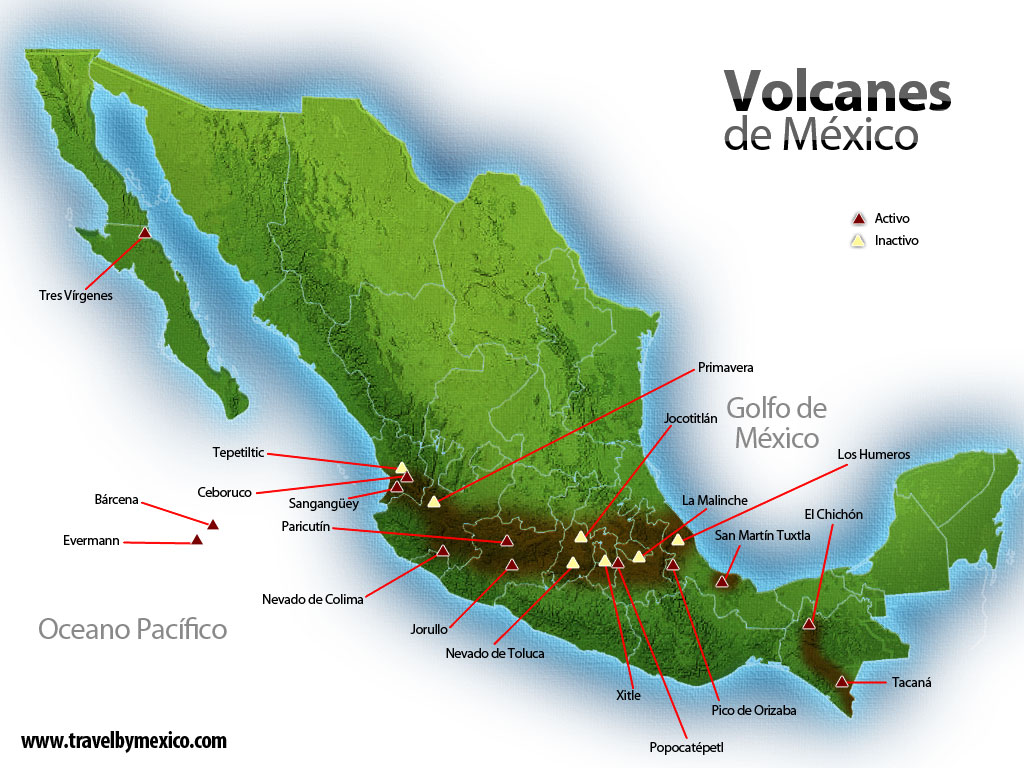 Volcanes
de México
Activo
Inactivo
Tres Vírgenes
Primavera
Golfo de
México
Jocotitlán
Tepetiltic
Los Humeros
Ceboruco
Bárcena
Sangangüey
La Malinche
El Chichón
Paricutín
Evermann
San Martín Tuxtla
Nevado de Colima
Oceano Pacífico
Jorullo
Nevado de Toluca
Tacaná
Xitle
Pico de Orizaba
Popocatépetl
www.travelbymexico.com